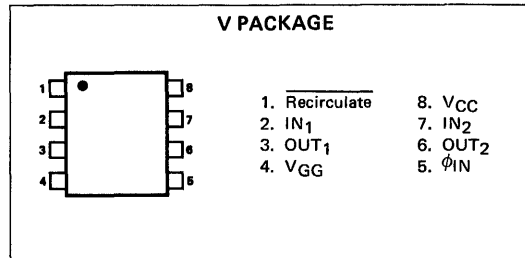 V PACKAGE
1 8
2 7
3 6
4 5
1. Recirculate 8. VCC
2. IN1 7. IN2
3. OUT1 6. OUT2
4. VGG 5. ϕIN